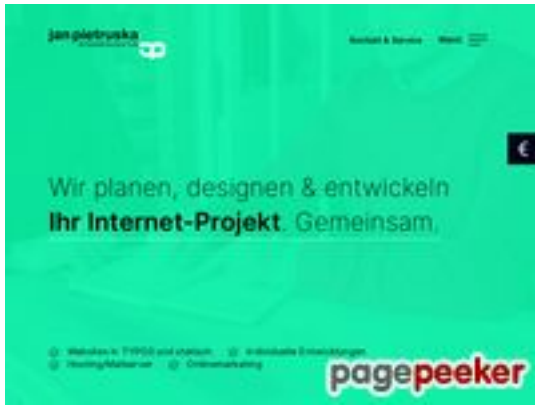 jan pietruska
Kontakt & Service
Menü
€
Wir planen, designen & entwickeln
Ihr Internet-Projekt. Gemeinsam.
Websites in TYPO3 und statisch
Individuelle Entwicklungen
Hosting/Mailserver
Onlinemarketing
pagepeeker